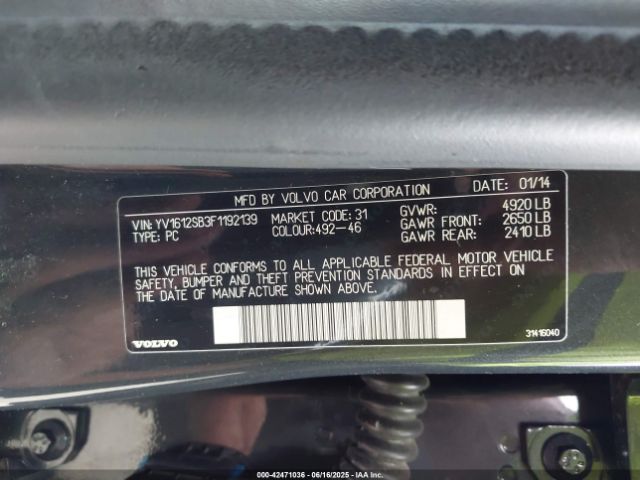 MFD BY VOLVO CAR CORPORATION DATE: 01/14
VIN: YV1612SB3F1192139 MARKET CODE: 31 GVWR: 4920 LB
TYPE: PC COLOUR:492-46 GAWR FRONT: 2650 LB
GAWR REAR: 2410 LB
THIS VEHICLE CONFORMS TO ALL APPLICABLE FEDERAL MOTOR VEHICLE
SAFETY, BUMPER AND THEFT PREVENTION STANDARDS IN EFFECT ON
THE DATE OF MANUFACTURE SHOWN ABOVE.
VOLVO 31416040
000-42471036 - 06/16/2025 - IAAI, Inc.